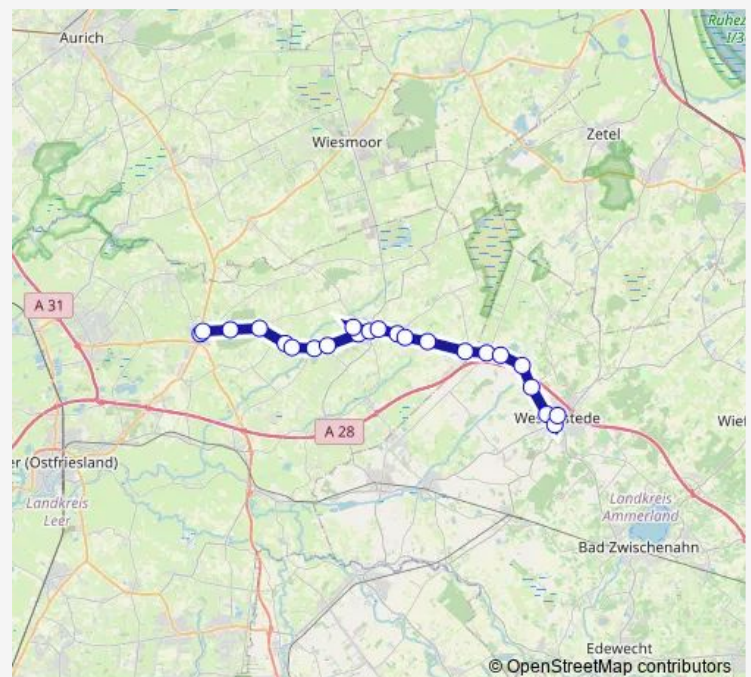 Aurich
Ruhez
I/3
Wiesmoor
Zetel
A 31
A 28
Westerstede
Wief
er (Ostfriesland)
Landkreis
Leer
Landkreis
Ammerland
Bad Zwischenahn
Edewecht
© OpenStreetMap contributors